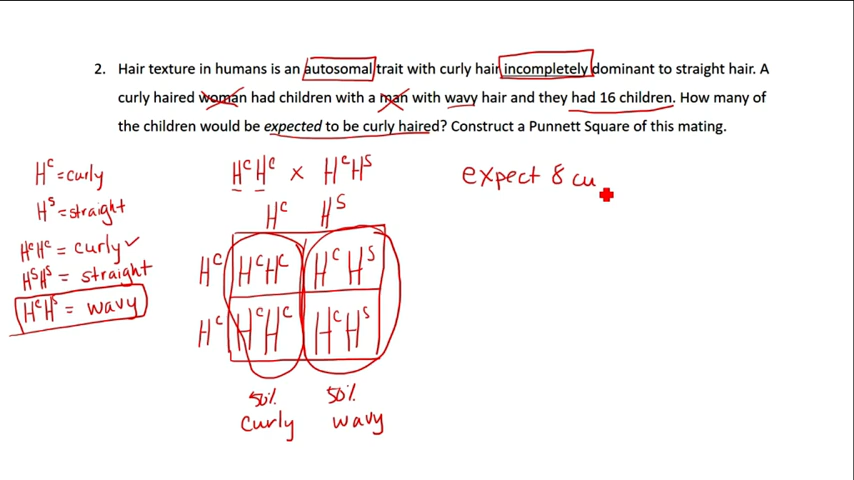 2. Hair texture in humans is an autosomal trait with curly hair incompletely dominant to straight hair. A
curly haired woman had children with a man with wavy hair and they had 16 children. How many of
the children would be expected to be curly haired? Construct a Punnett Square of this mating.
H^C = curly
H^S = straight
H^CH^C = curly ✓
H^SH^S = straight
H^CH^S = wavy
H^CH^C × H^CH^S
H^C H^S
H^C H^CH^C H^CH^S
H^C H^CH^C H^CH^S
50% 50%
curly wavy
expect 8 cu